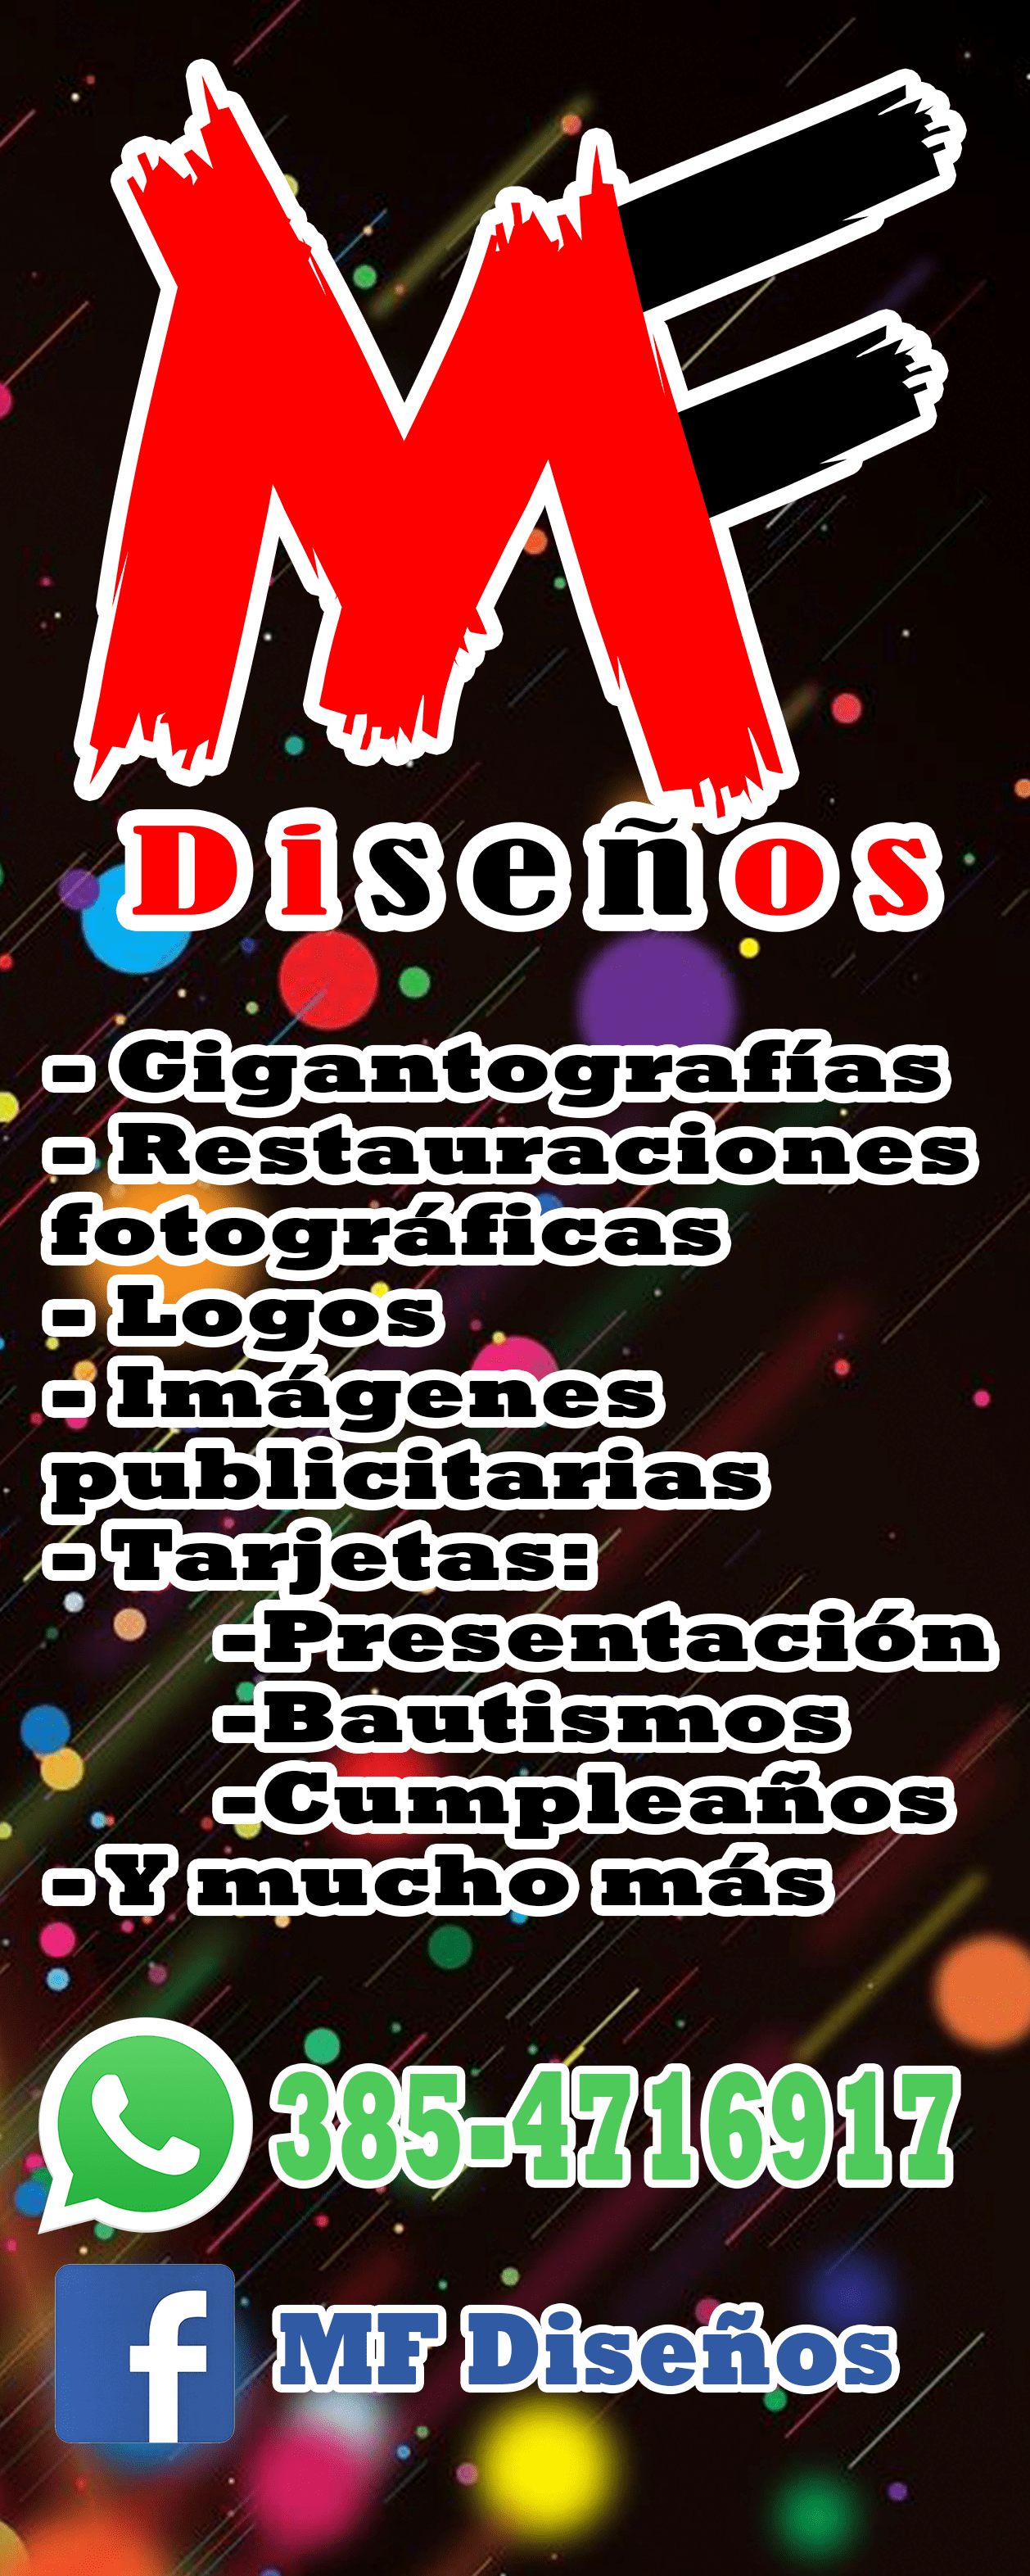 MF
Diseños
- Gigantografías
- Restauraciones
fotográficas
- Logos
- Imágenes
publicitarias
- Tarjetas:
-Presentación
-Bautismos
-Cumpleaños
- Y mucho más
385-4716917
MF Diseños